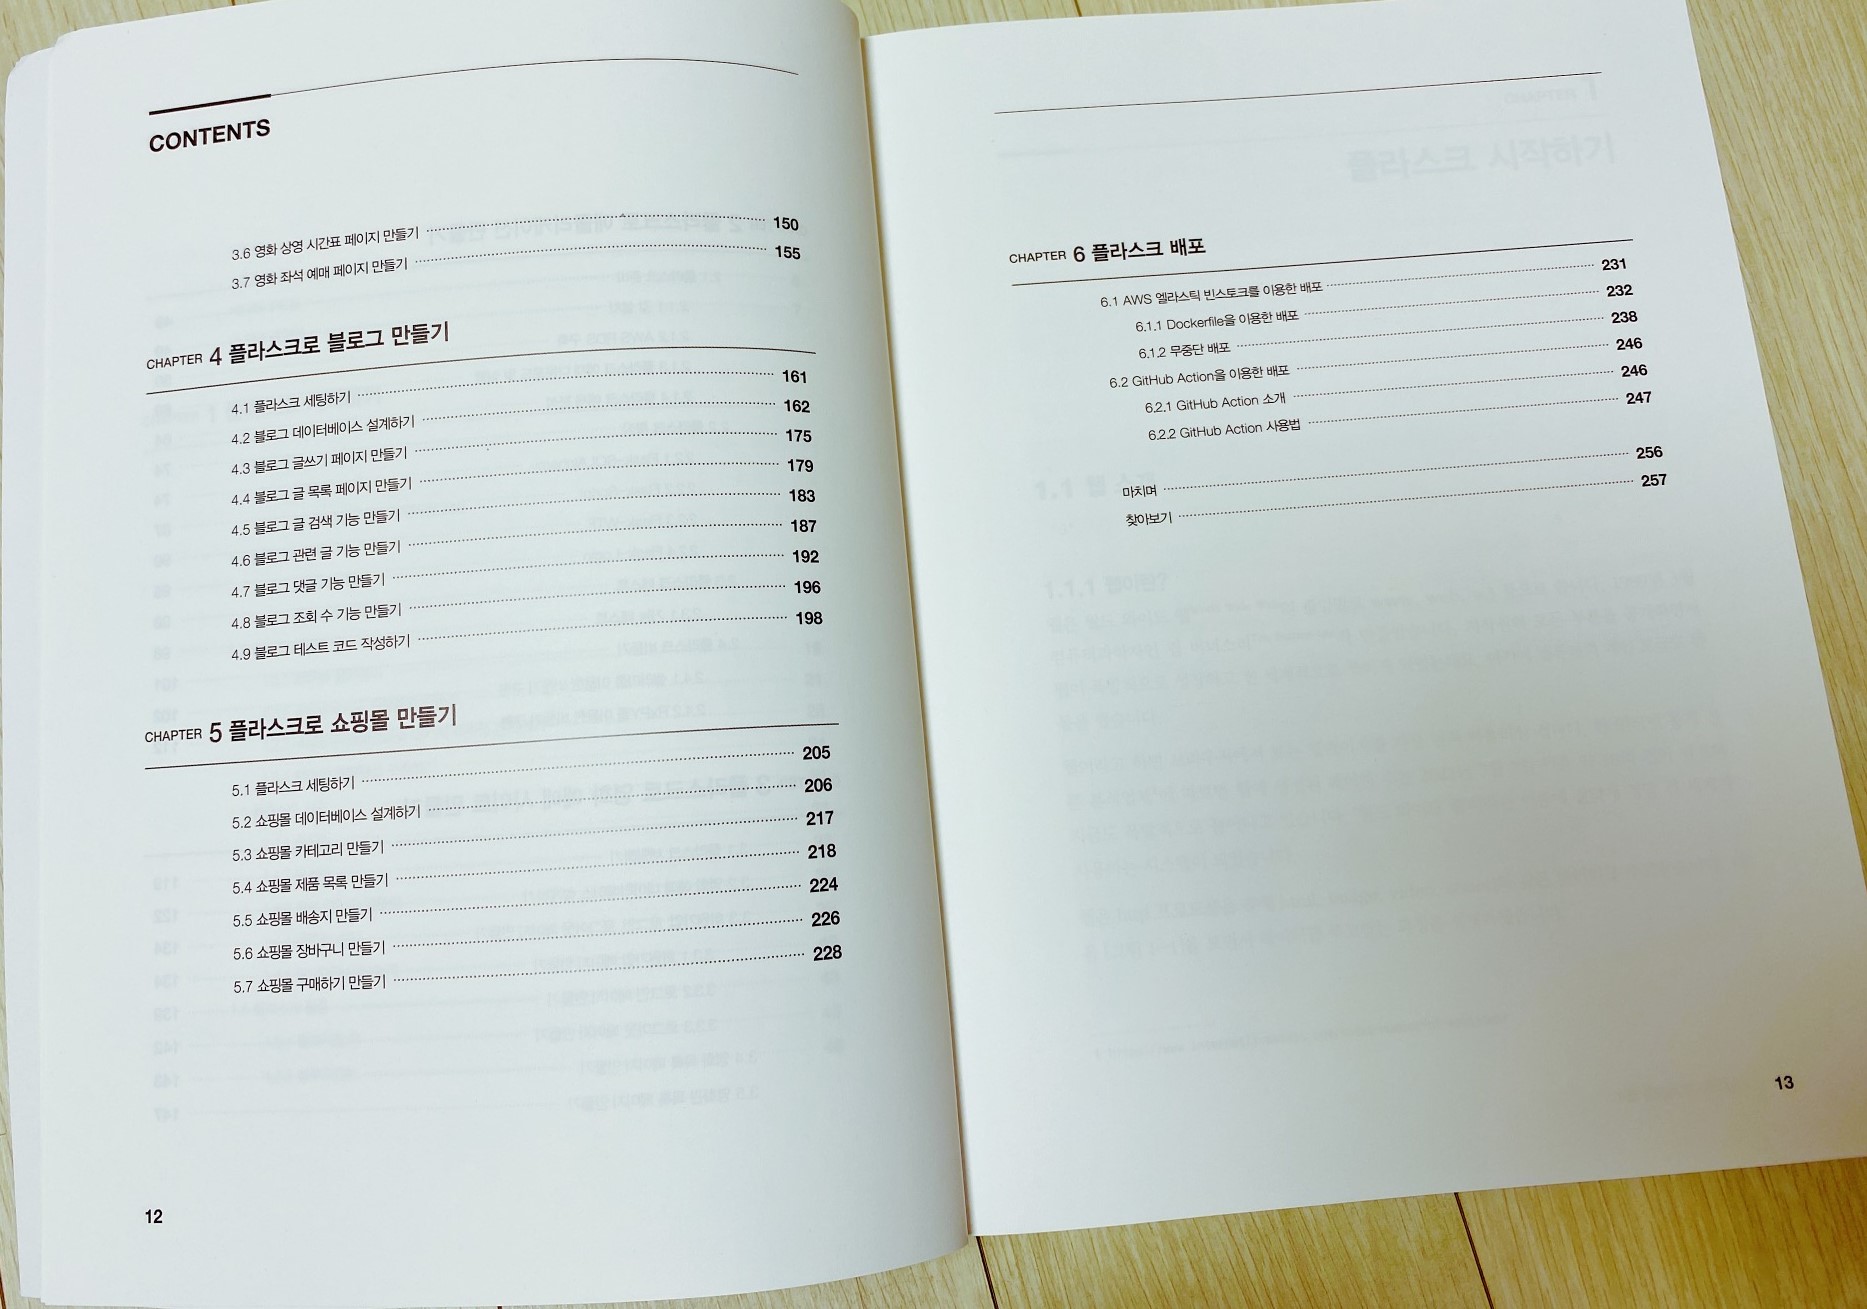 CONTENTS
3.6 영화 상영 시간표 페이지 만들기 150
3.7 영화 좌석 예매 페이지 만들기 155
CHAPTER 4 플라스크로 블로그 만들기
4.1 플라스크 세팅하기 161
4.2 블로그 데이터베이스 설계하기 162
4.3 블로그 글쓰기 페이지 만들기 175
4.4 블로그 글 목록 페이지 만들기 179
4.5 블로그 글 검색 기능 만들기 183
4.6 블로그 관련 글 기능 만들기 187
4.7 블로그 댓글 기능 만들기 192
4.8 블로그 조회 수 기능 만들기 196
4.9 블로그 테스트 코드 작성하기 198
CHAPTER 5 플라스크로 쇼핑몰 만들기
5.1 플라스크 세팅하기 205
5.2 쇼핑몰 데이터베이스 설계하기 206
5.3 쇼핑몰 카테고리 만들기 217
5.4 쇼핑몰 제품 목록 만들기 218
5.5 쇼핑몰 배송지 만들기 224
5.6 쇼핑몰 장바구니 만들기 226
5.7 쇼핑몰 구매하기 만들기 228
12
CHAPTER 6 플라스크 배포
6.1 AWS 엘라스틱 빈스토크를 이용한 배포 231
6.1.1 Dockerfile을 이용한 배포 232
6.1.2 무중단 배포 238
6.2 GitHub Action을 이용한 배포 246
6.2.1 GitHub Action 소개 246
6.2.2 GitHub Action 사용법 247
마치며 256
찾아보기 257
13